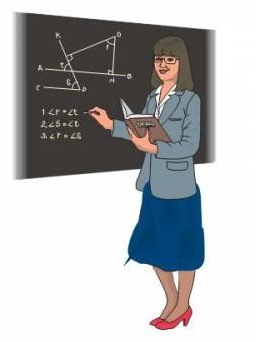 K
O
r
A
t
N
B
S
P
1. ∠r = ∠t
2. ∠S = ∠t
3. ∠r = ∠S